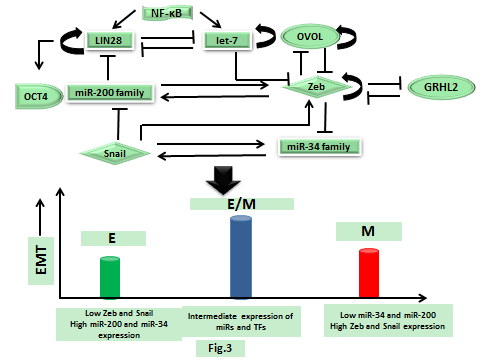 NF-κB
LIN28
let-7
OVOL
OCT4
miR-200 family
Zeb
GRHL2
Snail
miR-34 family
E/M
E
M
EMT
Low Zeb and Snail
High miR-200 and miR-34
expression
Intermediate expression of
miRs and TFs
Low miR-34 and miR-200
High Zeb and Snail expression
Fig.3